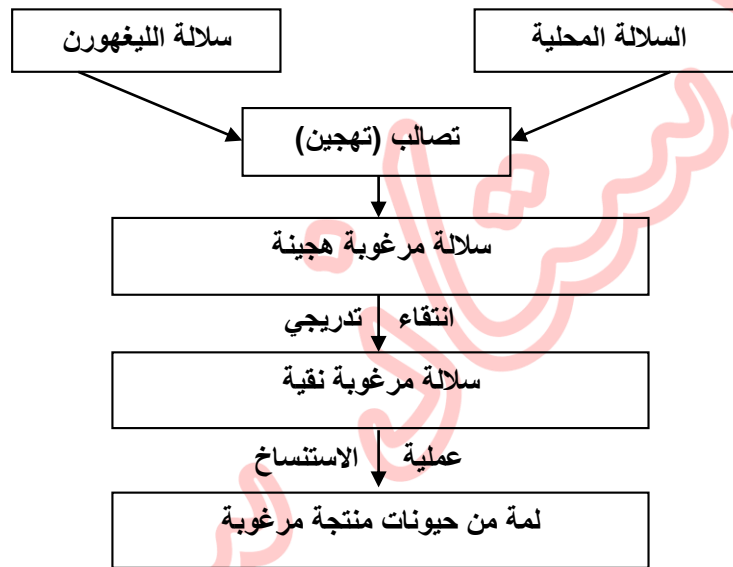 السلالة المحلية
سلالة الليغهورن
تصالب (تهجين)
سلالة مرغوبة هجينة
انتقاء تدريجي
سلالة مرغوبة نقية
عملية الاستنساخ
لمة من حيونات منتجة مرغوبة